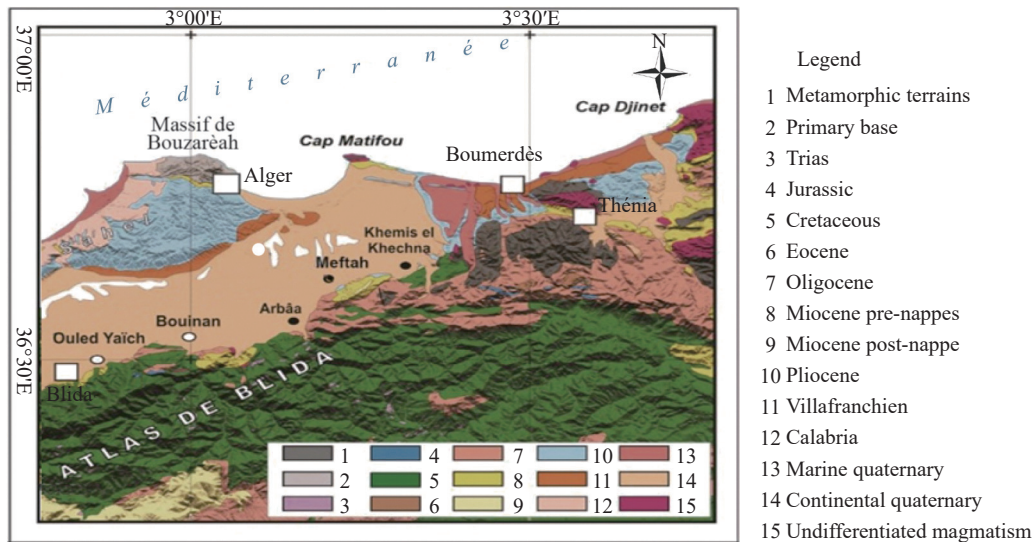 3°00'E
3°30'E
37°00'E
36°30'E
N
Méditerranée
Cap Djinet
Massif de
Bouzarèah
Cap Matifou
Boumerdès
Alger
Thénia
Sahel
Khemis el
Khechna
Meftah
Arbâa
Bouinan
Ouled Yaïch
Blida
ATLAS DE BLIDA
1 4 7 10 13
2 5 8 11 14
3 6 9 12 15
Legend
1 Metamorphic terrains
2 Primary base
3 Trias
4 Jurassic
5 Cretaceous
6 Eocene
7 Oligocene
8 Miocene pre-nappes
9 Miocene post-nappe
10 Pliocene
11 Villafranchien
12 Calabria
13 Marine quaternary
14 Continental quaternary
15 Undifferentiated magmatism